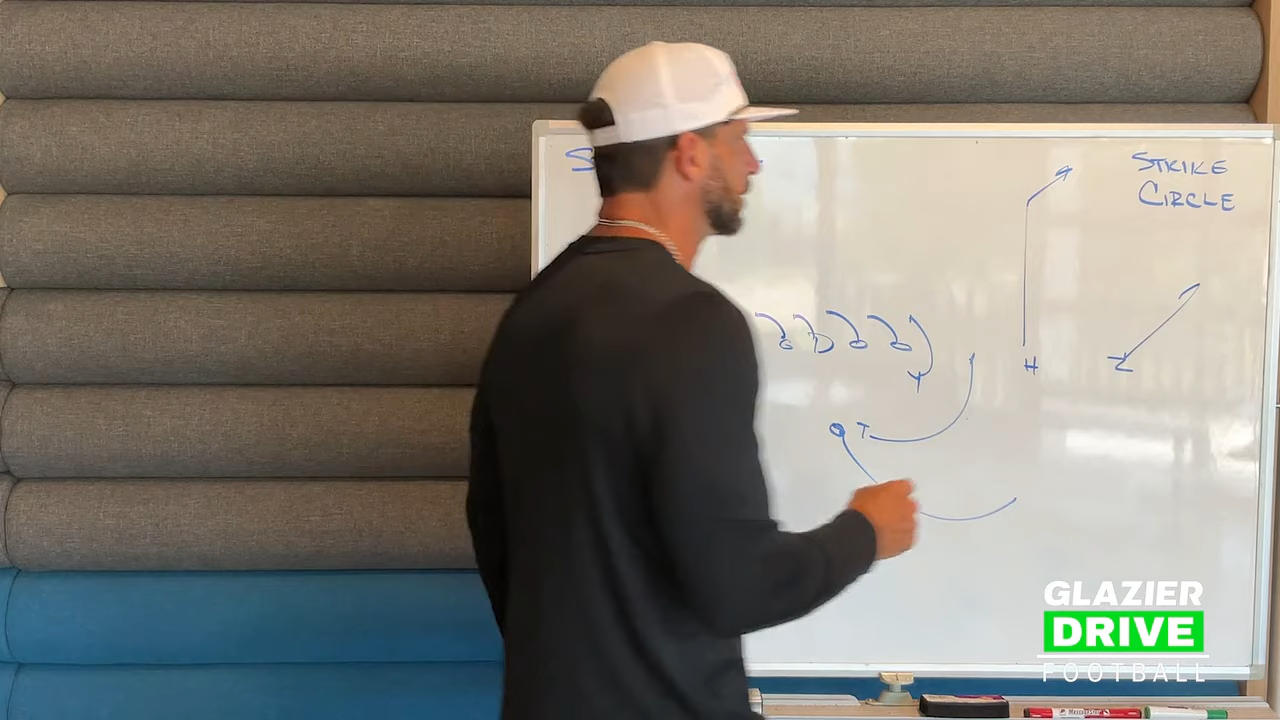 STRIKE
CIRCLE
H
Z
Y
T
GLAZIER
DRIVE
FOOTBALL